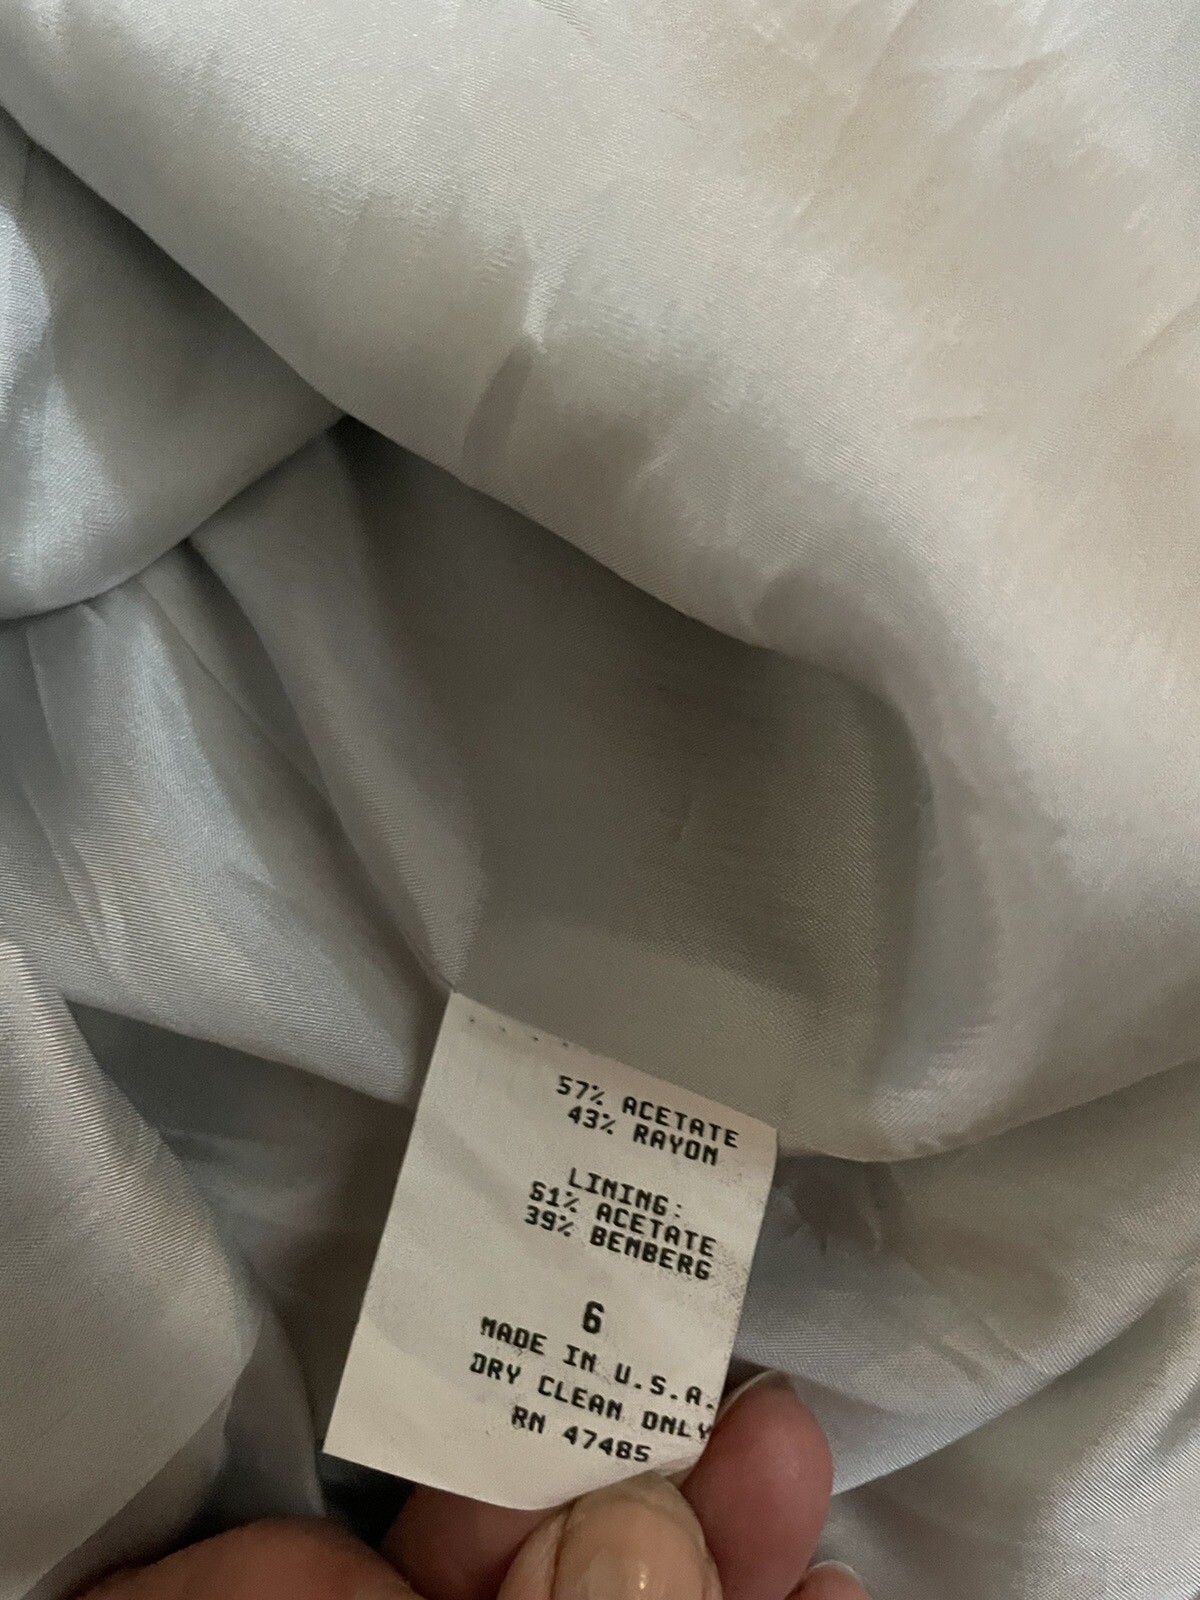 57% ACETATE
43% RAYON
LINING:
61% ACETATE
39% BEMBERG
6
MADE IN U.S.A.
DRY CLEAN ONLY
RN 47485